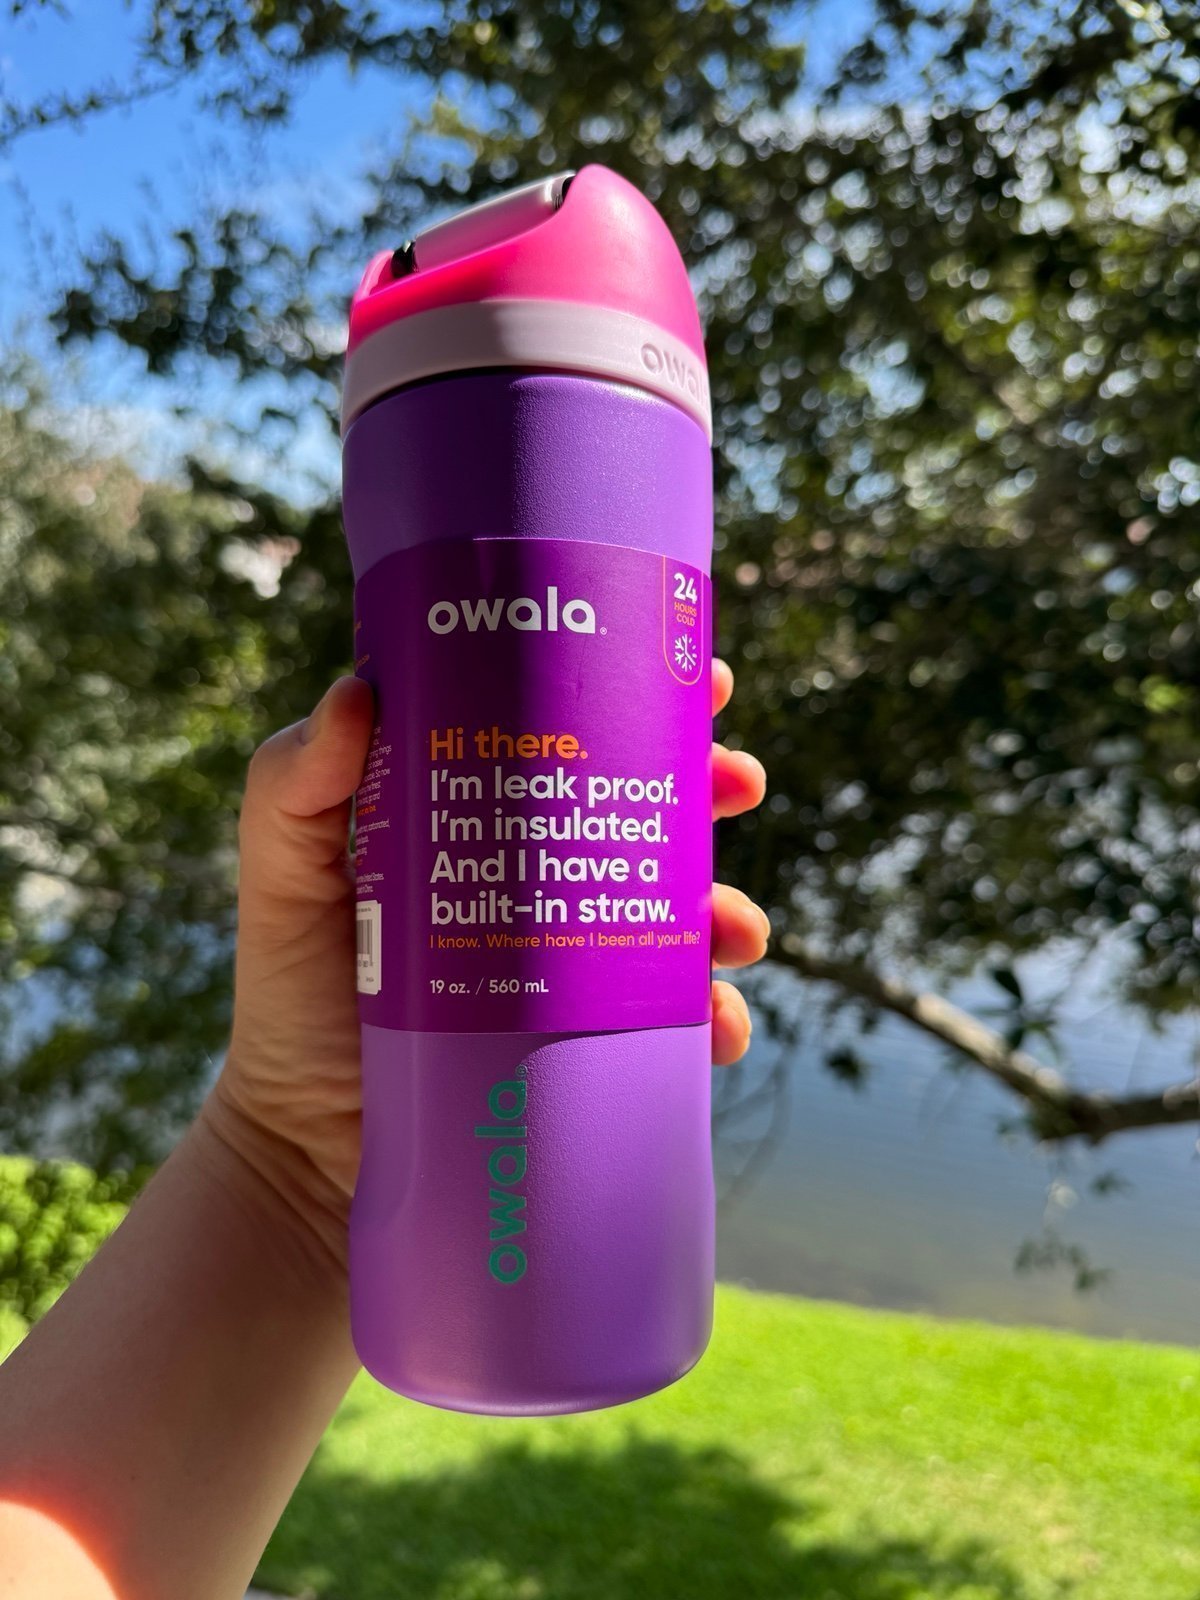 owala
owala®
24
HOURS
COLD
Hi there.
I'm leak proof.
I'm insulated.
And I have a
built-in straw.
I know. Where have I been all your life?
19 oz. / 560 mL
owala®